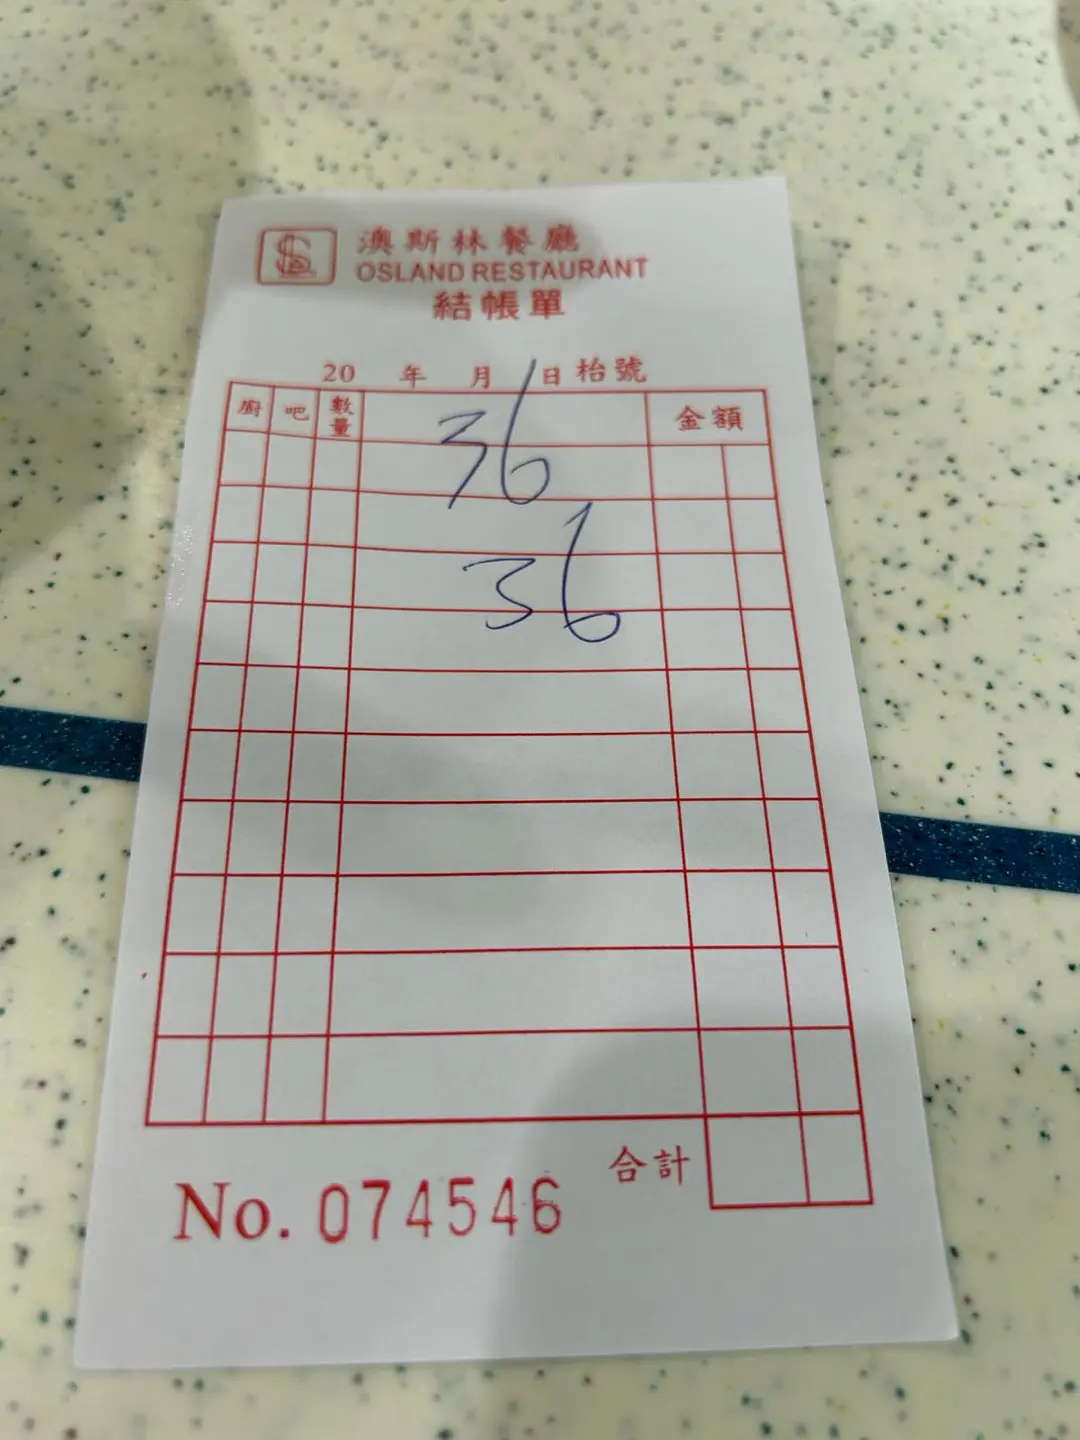 澳斯林餐廳
OSLAND RESTAURANT
結帳單
20 年 月 日 枱號
廚 吧 數量 金額
36
36
合計
No. 074546